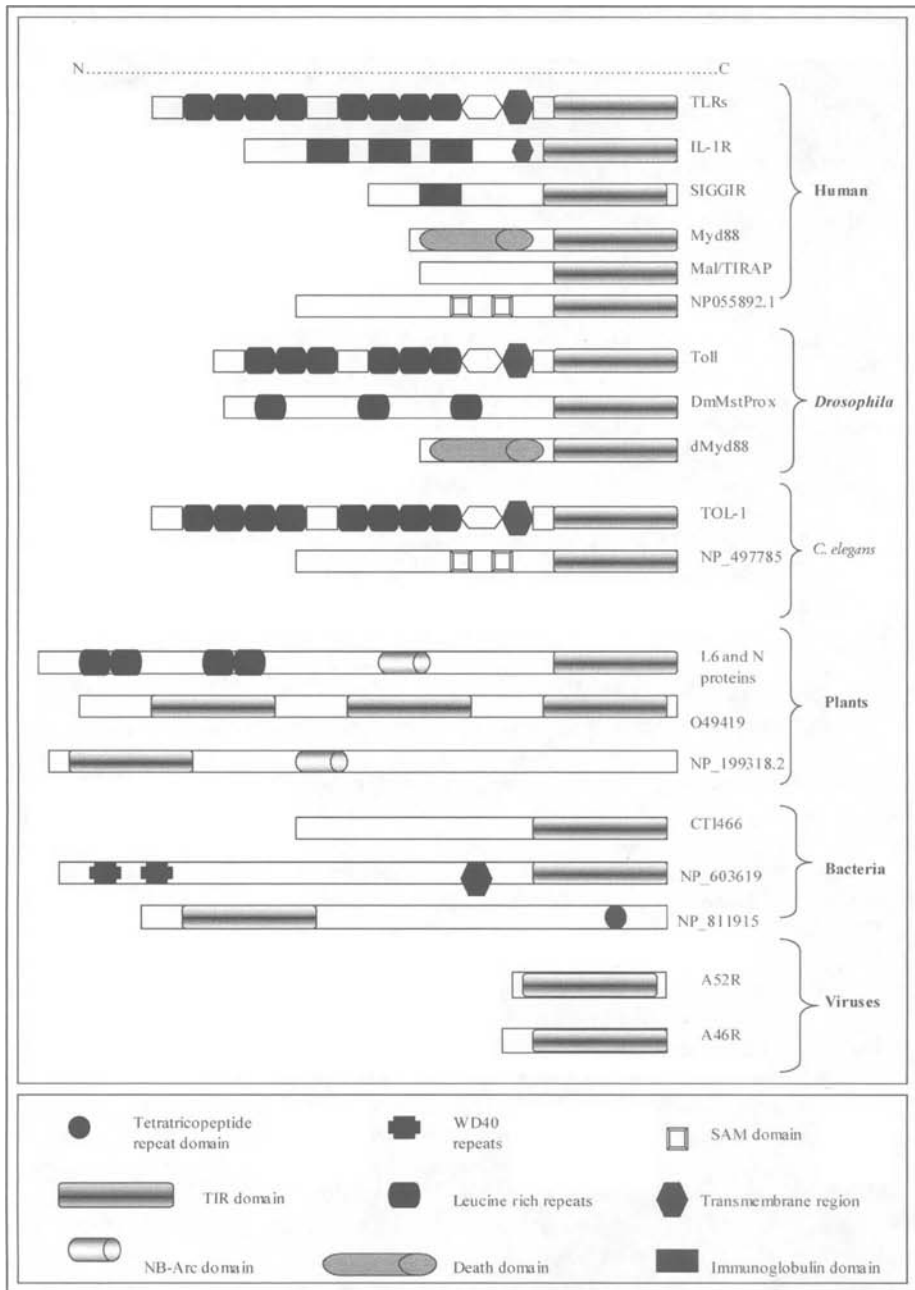 N C
TLRs
IL-1R
SIGGIR
Human
Myd88
Mal/TIRAP
NP055892.1
Toll
DmMstProx
Drosophila
dMyd88
TOL-1
C. elegans
NP_497785
L6 and N
proteins
Plants
O49419
NP_199318.2
CTI466
Bacteria
NP_603619
NP_811915
A52R
Viruses
A46R
Tetratricopeptide
repeat domain
WD40
repeats
SAM domain
TIR domain
Leucine rich repeats
Transmembrane region
NB-Arc domain
Death domain
Immunoglobulin domain